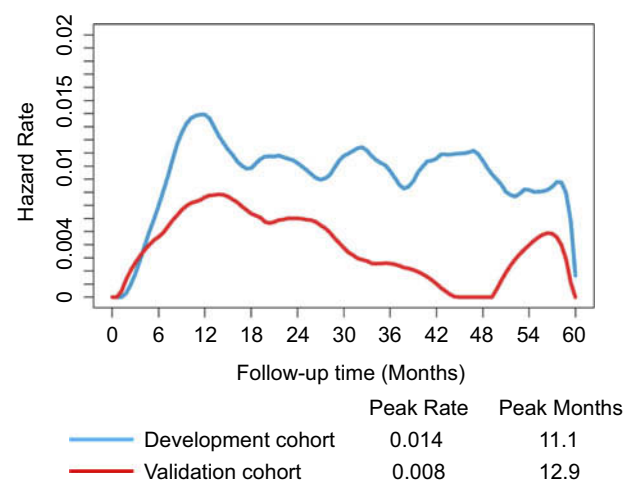 Hazard Rate
0.02
0.015
0.01
0.004
0
0 6 12 18 24 30 36 42 48 54 60
Follow-up time (Months)
Peak Rate Peak Months
Development cohort 0.014 11.1
Validation cohort 0.008 12.9